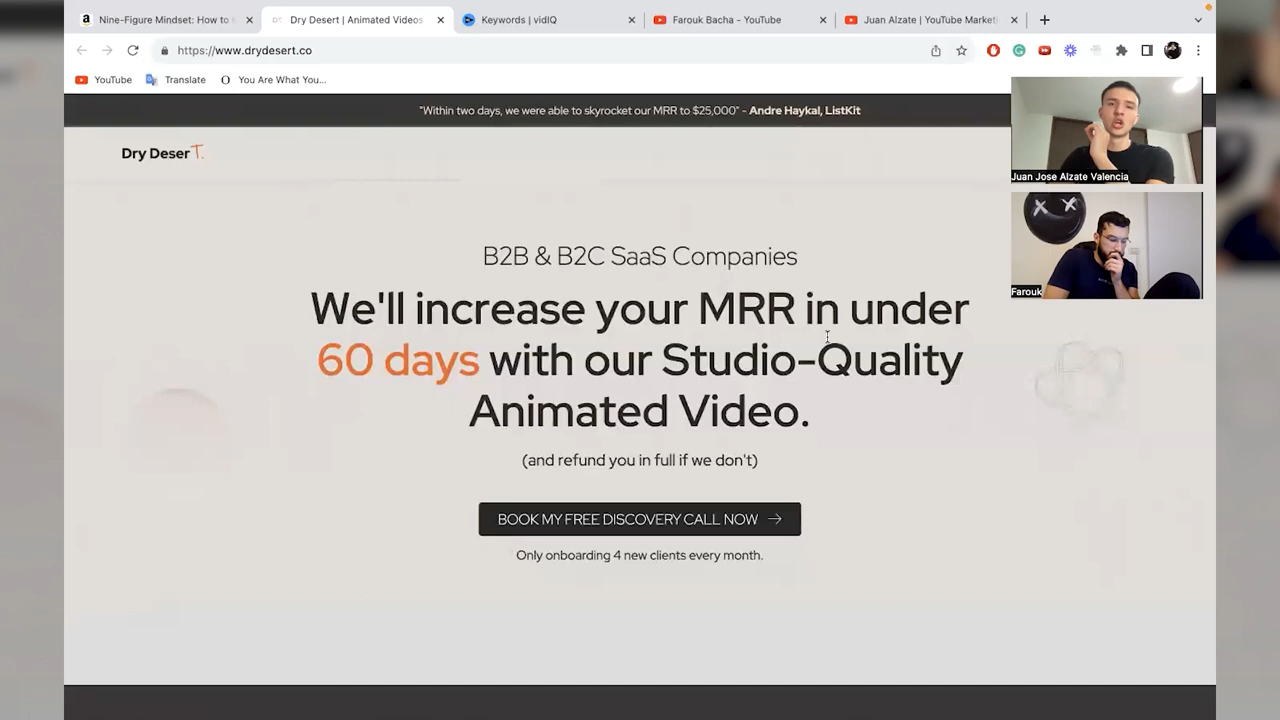 Nine-Figure Mindset: How to
Dry Desert | Animated Videos
Keywords | vidIQ
Farouk Bacha - YouTube
Juan Alzate | YouTube Market
https://www.drydesert.co
YouTube
Translate
You Are What You...
"Within two days, we were able to skyrocket our MRR to $25,000" - Andre Haykal, ListKit
Dry DeserT.
Juan Jose Alzate Valencia
Farouk
B2B & B2C SaaS Companies
We'll increase your MRR in under
60 days with our Studio-Quality
Animated Video.
(and refund you in full if we don't)
BOOK MY FREE DISCOVERY CALL NOW →
Only onboarding 4 new clients every month.